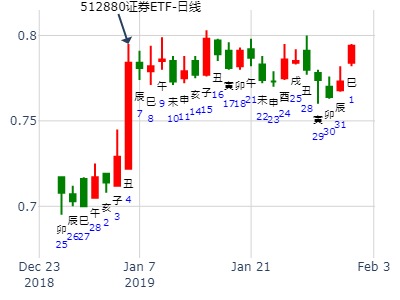 512880证券ETF-日线
0.8
0.75
0.7
卯 辰 巳 午 亥 子 丑 辰 巳 午 未 申 亥 子 丑 寅 卯 午 未 申 酉 戌 丑 寅 卯 辰 巳
25 26 27 28 2 3 4 7 8 9 10 11 14 15 16 17 18 21 22 23 24 25 28 29 30 31 1
Dec 23 Jan 7 Jan 21 Feb 3
2018 2019